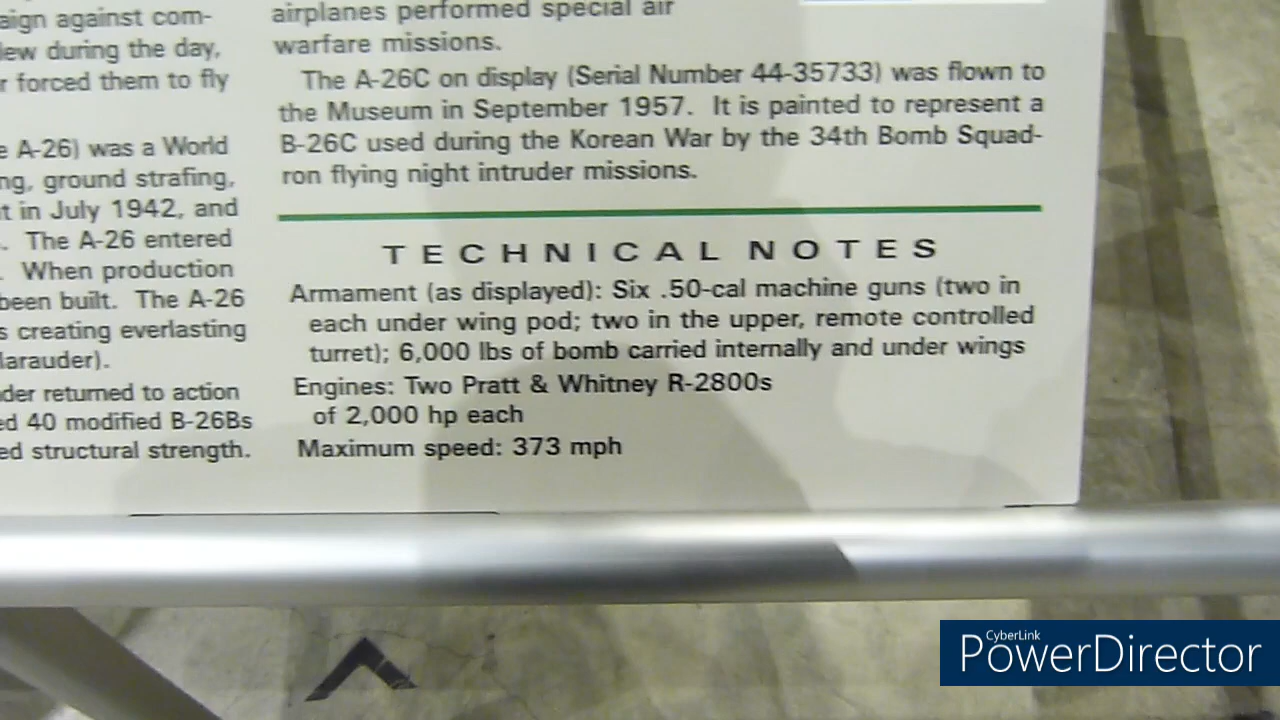 aign against com-
lew during the day,
r forced them to fly
e A-26) was a World
ng, ground strafing,
t in July 1942, and
. The A-26 entered
. When production
been built. The A-26
s creating everlasting
larauder).
der returned to action
ed 40 modified B-26Bs
ed structural strength.
airplanes performed special air
warfare missions.
The A-26C on display (Serial Number 44-35733) was flown to
the Museum in September 1957. It is painted to represent a
B-26C used during the Korean War by the 34th Bomb Squad-
ron flying night intruder missions.
TECHNICAL NOTES
Armament (as displayed): Six .50-cal machine guns (two in
each under wing pod; two in the upper, remote controlled
turret); 6,000 lbs of bomb carried internally and under wings
Engines: Two Pratt & Whitney R-2800s
of 2,000 hp each
Maximum speed: 373 mph
CyberLink
PowerDirector